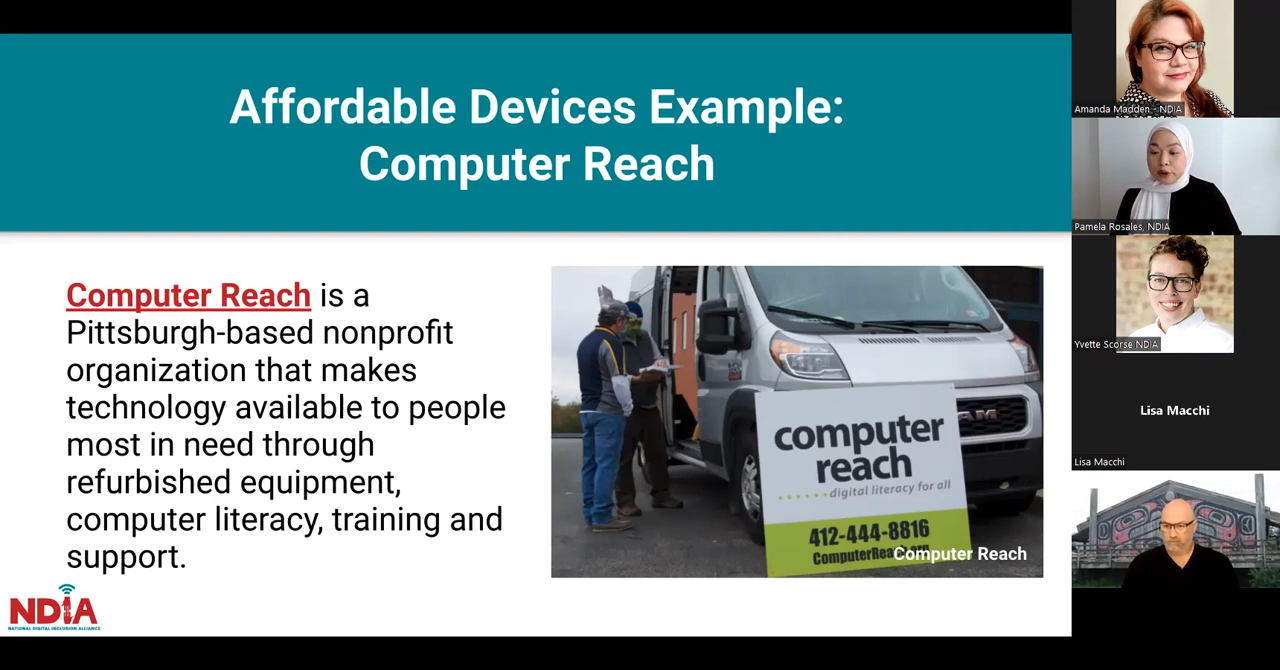 Affordable Devices Example:
Computer Reach
Computer Reach is a
Pittsburgh-based nonprofit
organization that makes
technology available to people
most in need through
refurbished equipment,
computer literacy, training and
support.
computer
reach
digital literacy for all
412-444-8816
Computer Reach
RAM
NDIA
NATIONAL DIGITAL INCLUSION ALLIANCE
Amanda Madden - NDIA
Pamela Rosales, NDIA
Yvette Scorse NDIA
Lisa Macchi
Lisa Macchi